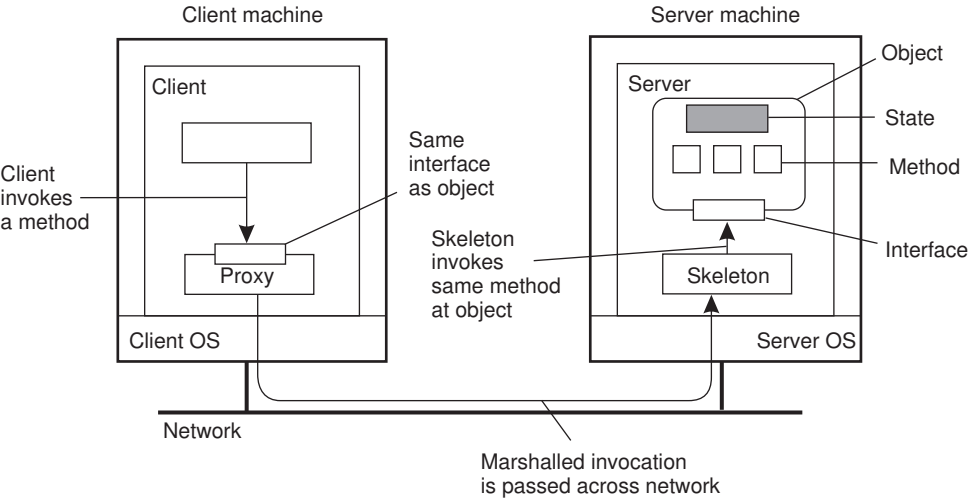 Client machine
Server machine
Client
Server
Object
State
Method
Interface
Same
interface
as object
Client
invokes
a method
Skeleton
invokes
same method
at object
Proxy
Skeleton
Client OS
Server OS
Network
Marshalled invocation
is passed across network